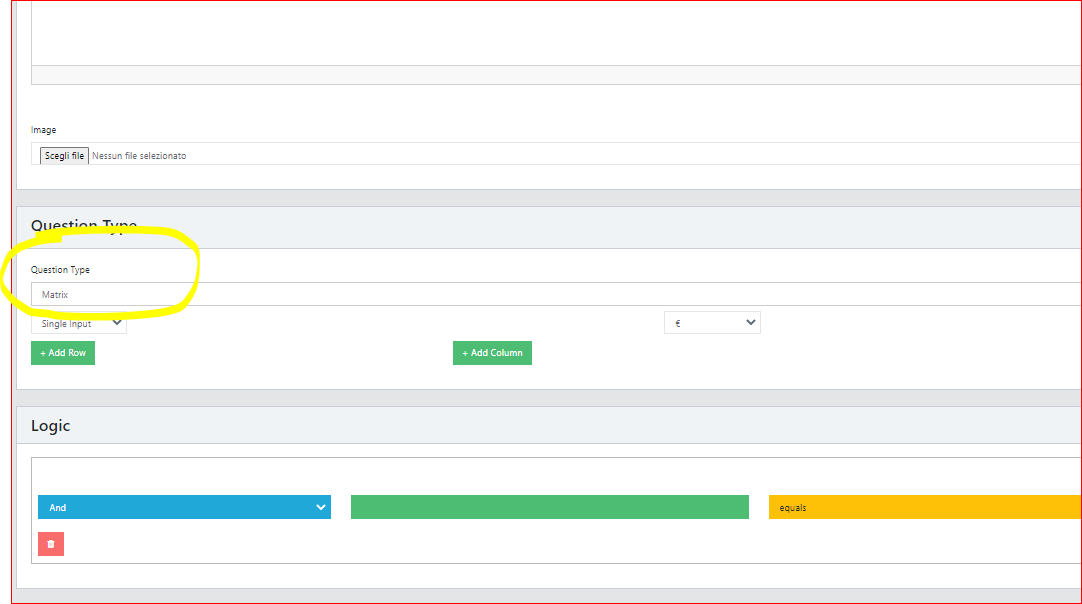 Image
Scegli file Nessun file selezionato
Question Type
Question Type
Matrix
Single Input €
+ Add Row + Add Column
Logic
And equals